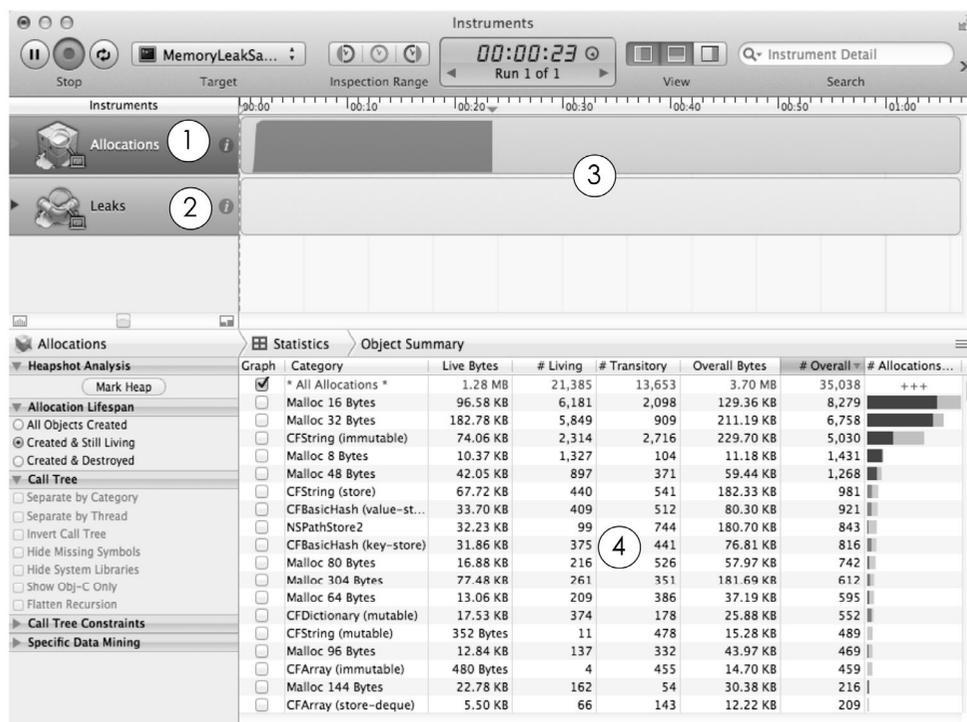 Instruments
MemoryLeakSa...
00:00:23
Run 1 of 1
Instrument Detail
Stop
Target
Inspection Range
View
Search
Instruments
00:00 00:10 00:20 00:30 00:40 00:50 01:00
Allocations 1
3
Leaks 2
Allocations
Statistics Object Summary
Heapshot Analysis
Mark Heap
Allocation Lifespan
All Objects Created
Created & Still Living
Created & Destroyed
Call Tree
Separate by Category
Separate by Thread
Invert Call Tree
Hide Missing Symbols
Hide System Libraries
Show Obj-C Only
Flatten Recursion
Call Tree Constraints
Specific Data Mining
Graph Category Live Bytes # Living # Transitory Overall Bytes # Overall # Allocations...
* All Allocations * 1.28 MB 21,385 13,653 3.70 MB 35,038 +++
Malloc 16 Bytes 96.58 KB 6,181 2,098 129.36 KB 8,279
Malloc 32 Bytes 182.78 KB 5,849 909 211.19 KB 6,758
CFString (immutable) 74.06 KB 2,314 2,716 229.70 KB 5,030
Malloc 8 Bytes 10.37 KB 1,327 104 11.18 KB 1,431
Malloc 48 Bytes 42.05 KB 897 371 59.44 KB 1,268
CFString (store) 67.72 KB 440 541 182.33 KB 981
CFBasicHash (value-st... 33.70 KB 409 512 80.30 KB 921
NSPathStore2 32.23 KB 99 744 180.70 KB 843
CFBasicHash (key-store) 31.86 KB 375 4 441 76.81 KB 816
Malloc 80 Bytes 16.88 KB 216 526 57.97 KB 742
Malloc 304 Bytes 77.48 KB 261 351 181.69 KB 612
Malloc 64 Bytes 13.06 KB 209 386 37.19 KB 595
CFDictionary (mutable) 17.53 KB 374 178 25.88 KB 552
CFString (mutable) 352 Bytes 11 478 15.28 KB 489
Malloc 96 Bytes 12.84 KB 137 332 43.97 KB 469
CFArray (immutable) 480 Bytes 4 455 14.70 KB 459
Malloc 144 Bytes 22.78 KB 162 54 30.38 KB 216
CFArray (store-deque) 5.50 KB 66 143 12.22 KB 209